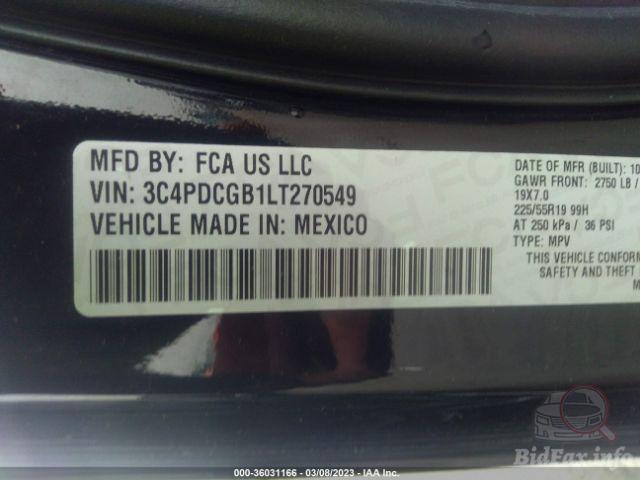 MFD BY: FCA US LLC
VIN: 3C4PDCGB1LT270549
VEHICLE MADE IN: MEXICO
DATE OF MFR (BUILT): 10
GAWR FRONT: 2750 LB /
19X7.0
225/55R19 99H
AT 250 kPa / 36 PSI
TYPE: MPV
THIS VEHICLE CONFORM
SAFETY AND THEFT
M
BidFax.info
000-36031166 - 03/08/2023 - IAA Inc.